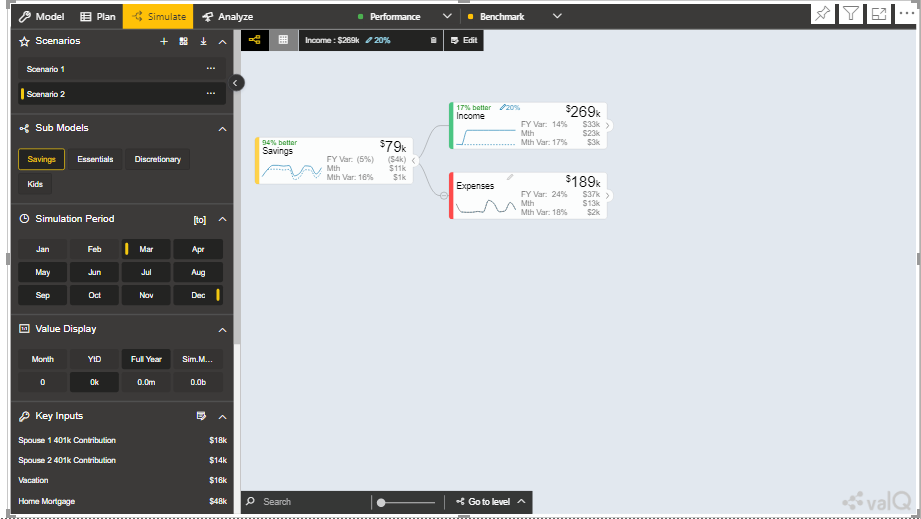 Model Plan Simulate Analyze Performance Benchmark
Scenarios
Scenario 1
Scenario 2
Sub Models
Savings Essentials Discretionary
Kids
Simulation Period [to]
Jan Feb Mar Apr
May Jun Jul Aug
Sep Oct Nov Dec
Value Display
Month YtD Full Year Sim.M...
0 0k 0.0m 0.0b
Key Inputs
Spouse 1 401k Contribution $18k
Spouse 2 401k Contribution $14k
Vacation $16k
Home Mortgage $48k
Income : $269k 20% Edit
94% better
Savings $79k
FY Var: (5%) ($4k)
Mth $11k
Mth Var: 16% $1k
17% better 20%
Income $269k
FY Var: 14% $33k
Mth $23k
Mth Var: 17% $3k
Expenses $189k
FY Var: 24% $37k
Mth $13k
Mth Var: 18% $2k
Search Go to level
valQ